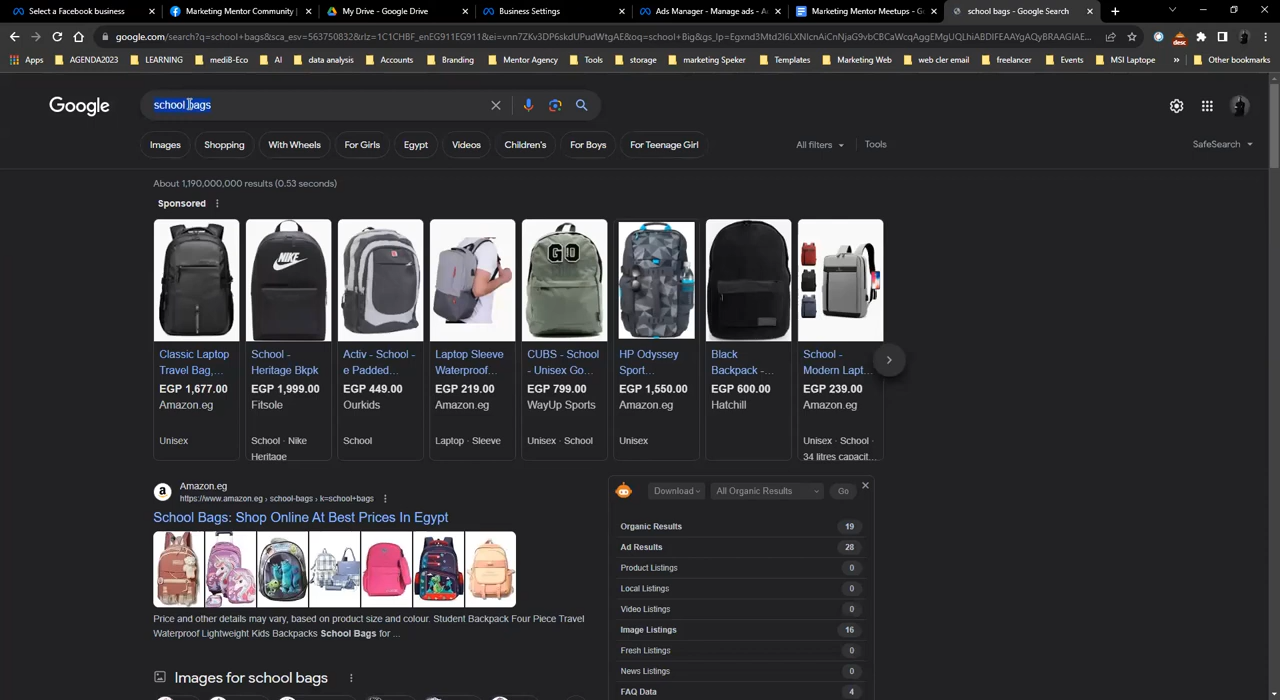 Select a Facebook business
Marketing Mentor Community |
My Drive - Google Drive
Business Settings
Ads Manager - Manage ads - Ac
Marketing Mentor Meetups - G
school bags - Google Search
google.com/search?q=school+bags&sca_esv=563750832&rlz=1C1CHBF_enEG911EG911&ei=vnn7ZKv3DP6skdUPudWtgAE&oq=school+Big&gs_lp=Egxnd3Mtd2l6LXNlcnAiCnNjaG9vbCBCaWcqAggEMgUQLhiABDIFEAAYgAQyBRAAGIAE...
Apps
AGENDA2023
LEARNING
medi8-Eco
AI
data analysis
Accounts
Branding
Mentor Agency
Tools
storage
marketing Speker
Templates
Marketing Web
web cler email
freelancer
Events
MSI Laptope
»
Other bookmarks
Google
school bags
Images
Shopping
With Wheels
For Girls
Egypt
Videos
Children's
For Boys
For Teenage Girl
All filters
Tools
SafeSearch
About 1,190,000,000 results (0.53 seconds)
Sponsored
NIKE
GO
Classic Laptop
Travel Bag,...
EGP 1,677.00
Amazon.eg
Unisex
School -
Heritage Bkpk
EGP 1,999.00
Fitsole
School · Nike
Heritage
Activ - School -
e Padded...
EGP 449.00
Ourkids
School
Laptop Sleeve
Waterproof...
EGP 219.00
Amazon.eg
Laptop · Sleeve
CUBS - School
- Unisex Go...
EGP 799.00
WayUp Sports
Unisex · School
HP Odyssey
Sport...
EGP 1,550.00
Amazon.eg
Unisex
Black
Backpack -...
EGP 600.00
Hatchill
School -
Modern Lapt...
EGP 239.00
Amazon.eg
Unisex · School ·
34 litres capacit...
Amazon.eg
https://www.amazon.eg › school-bags › k=school+bags
School Bags: Shop Online At Best Prices In Egypt
Price and other details may vary, based on product size and colour. Student Backpack Four Piece Travel
Waterproof Lightweight Kids Backpacks School Bags for ...
Images for school bags
Download
All Organic Results
Go
Organic Results 19
Ad Results 28
Product Listings 0
Local Listings 0
Video Listings 0
Image Listings 16
Fresh Listings 0
News Listings 0
FAQ Data 4